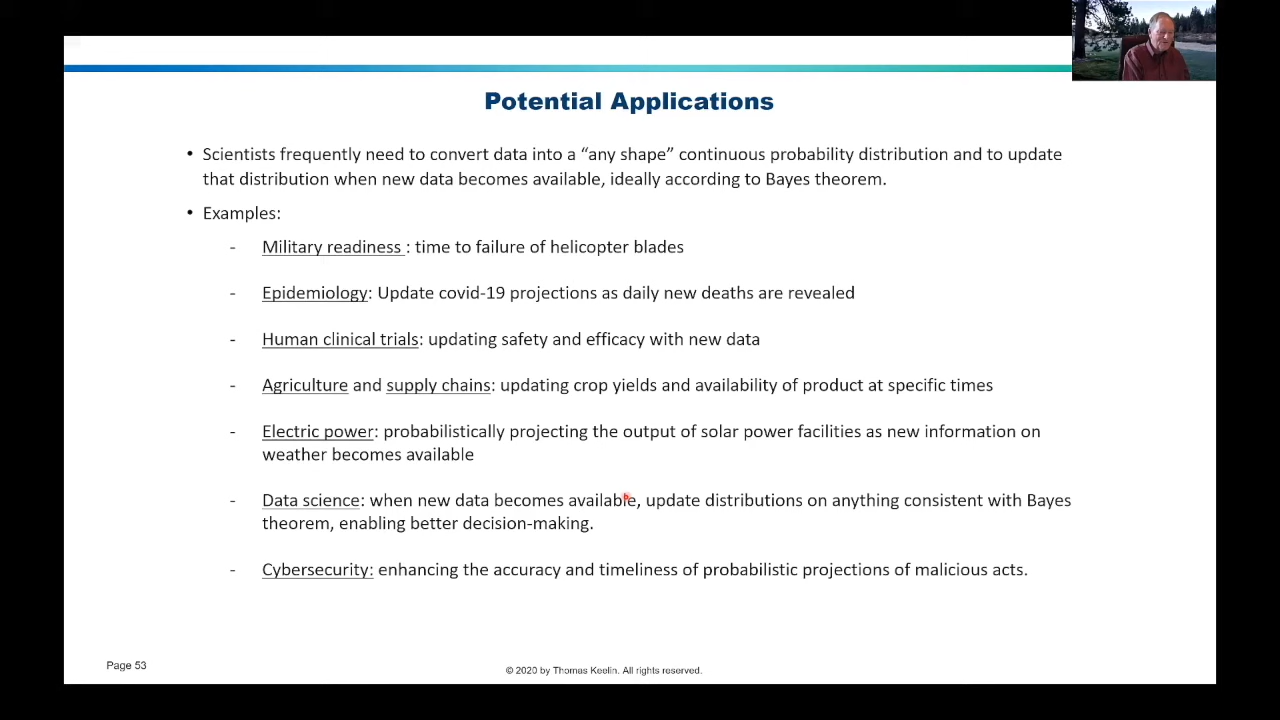 Potential Applications
• Scientists frequently need to convert data into a “any shape” continuous probability distribution and to update
that distribution when new data becomes available, ideally according to Bayes theorem.
• Examples:
- Military readiness : time to failure of helicopter blades
- Epidemiology: Update covid-19 projections as daily new deaths are revealed
- Human clinical trials: updating safety and efficacy with new data
- Agriculture and supply chains: updating crop yields and availability of product at specific times
- Electric power: probabilistically projecting the output of solar power facilities as new information on
weather becomes available
- Data science: when new data becomes available, update distributions on anything consistent with Bayes
theorem, enabling better decision-making.
- Cybersecurity: enhancing the accuracy and timeliness of probabilistic projections of malicious acts.
Page 53
© 2020 by Thomas Keelin. All rights reserved.